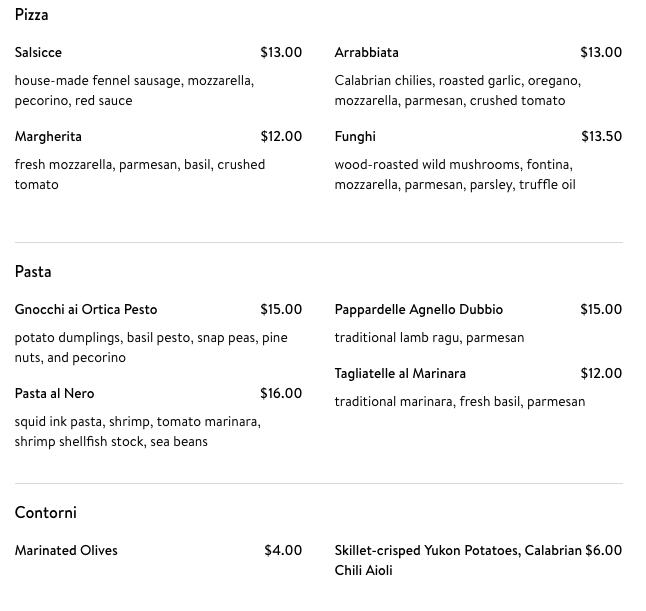 Pizza
Salsicce $13.00
house-made fennel sausage, mozzarella,
pecorino, red sauce
Margherita $12.00
fresh mozzarella, parmesan, basil, crushed
tomato
Arrabbiata $13.00
Calabrian chilies, roasted garlic, oregano,
mozzarella, parmesan, crushed tomato
Funghi $13.50
wood-roasted wild mushrooms, fontina,
mozzarella, parmesan, parsley, truffle oil
Pasta
Gnocchi ai Ortica Pesto $15.00
potato dumplings, basil pesto, snap peas, pine
nuts, and pecorino
Pasta al Nero $16.00
squid ink pasta, shrimp, tomato marinara,
shrimp shellfish stock, sea beans
Pappardelle Agnello Dubbio $15.00
traditional lamb ragu, parmesan
Tagliatelle al Marinara $12.00
traditional marinara, fresh basil, parmesan
Contorni
Marinated Olives $4.00
Skillet-crisped Yukon Potatoes, Calabrian $6.00
Chili Aioli